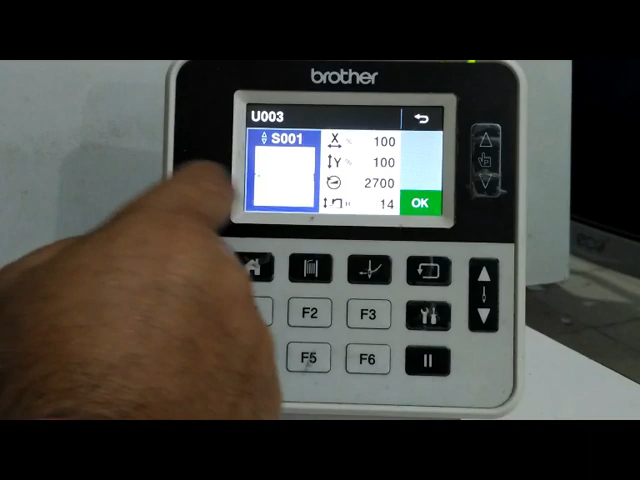 brother
U003
S001
X % 100
Y % 100
2700
H 14
OK
P
F2
F3
F5
F6